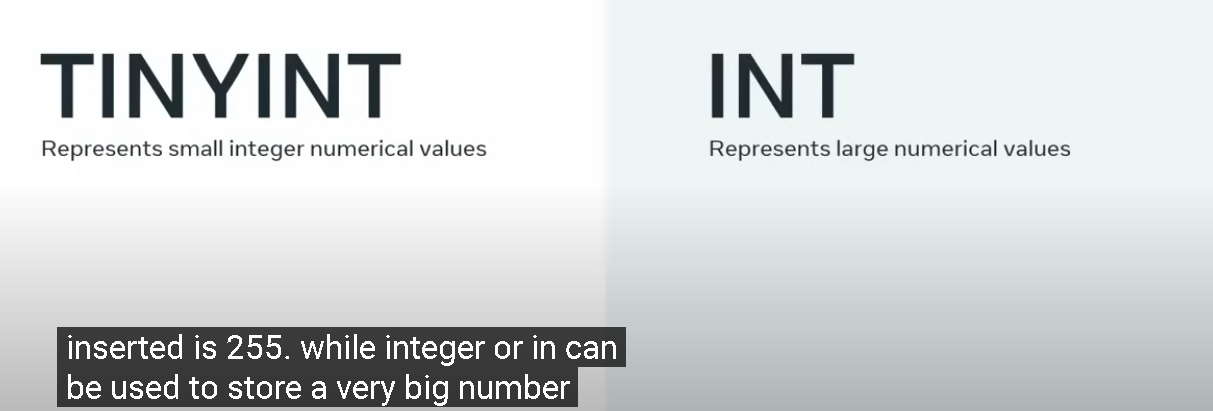 TINYINT
Represents small integer numerical values
INT
Represents large numerical values
inserted is 255. while integer or in can
be used to store a very big number